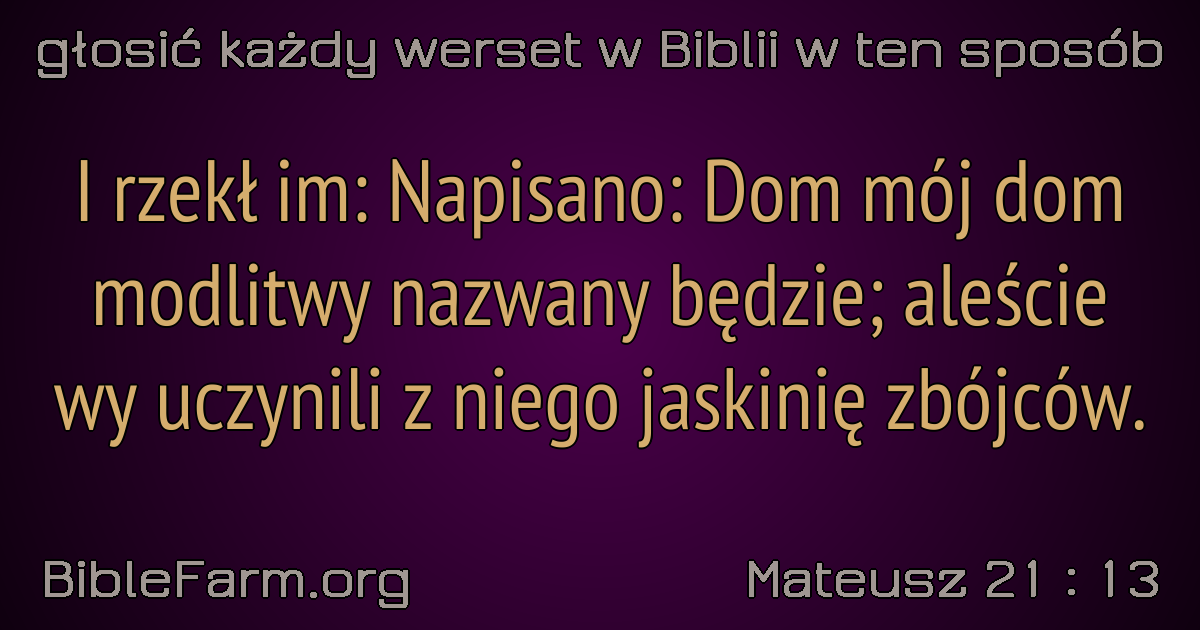 głosić każdy werset w Biblii w ten sposób
I rzekł im: Napisano: Dom mój dom
modlitwy nazwany będzie; aleście
wy uczynili z niego jaskinię zbójców.
BibleFarm.org
Mateusz 21 : 13